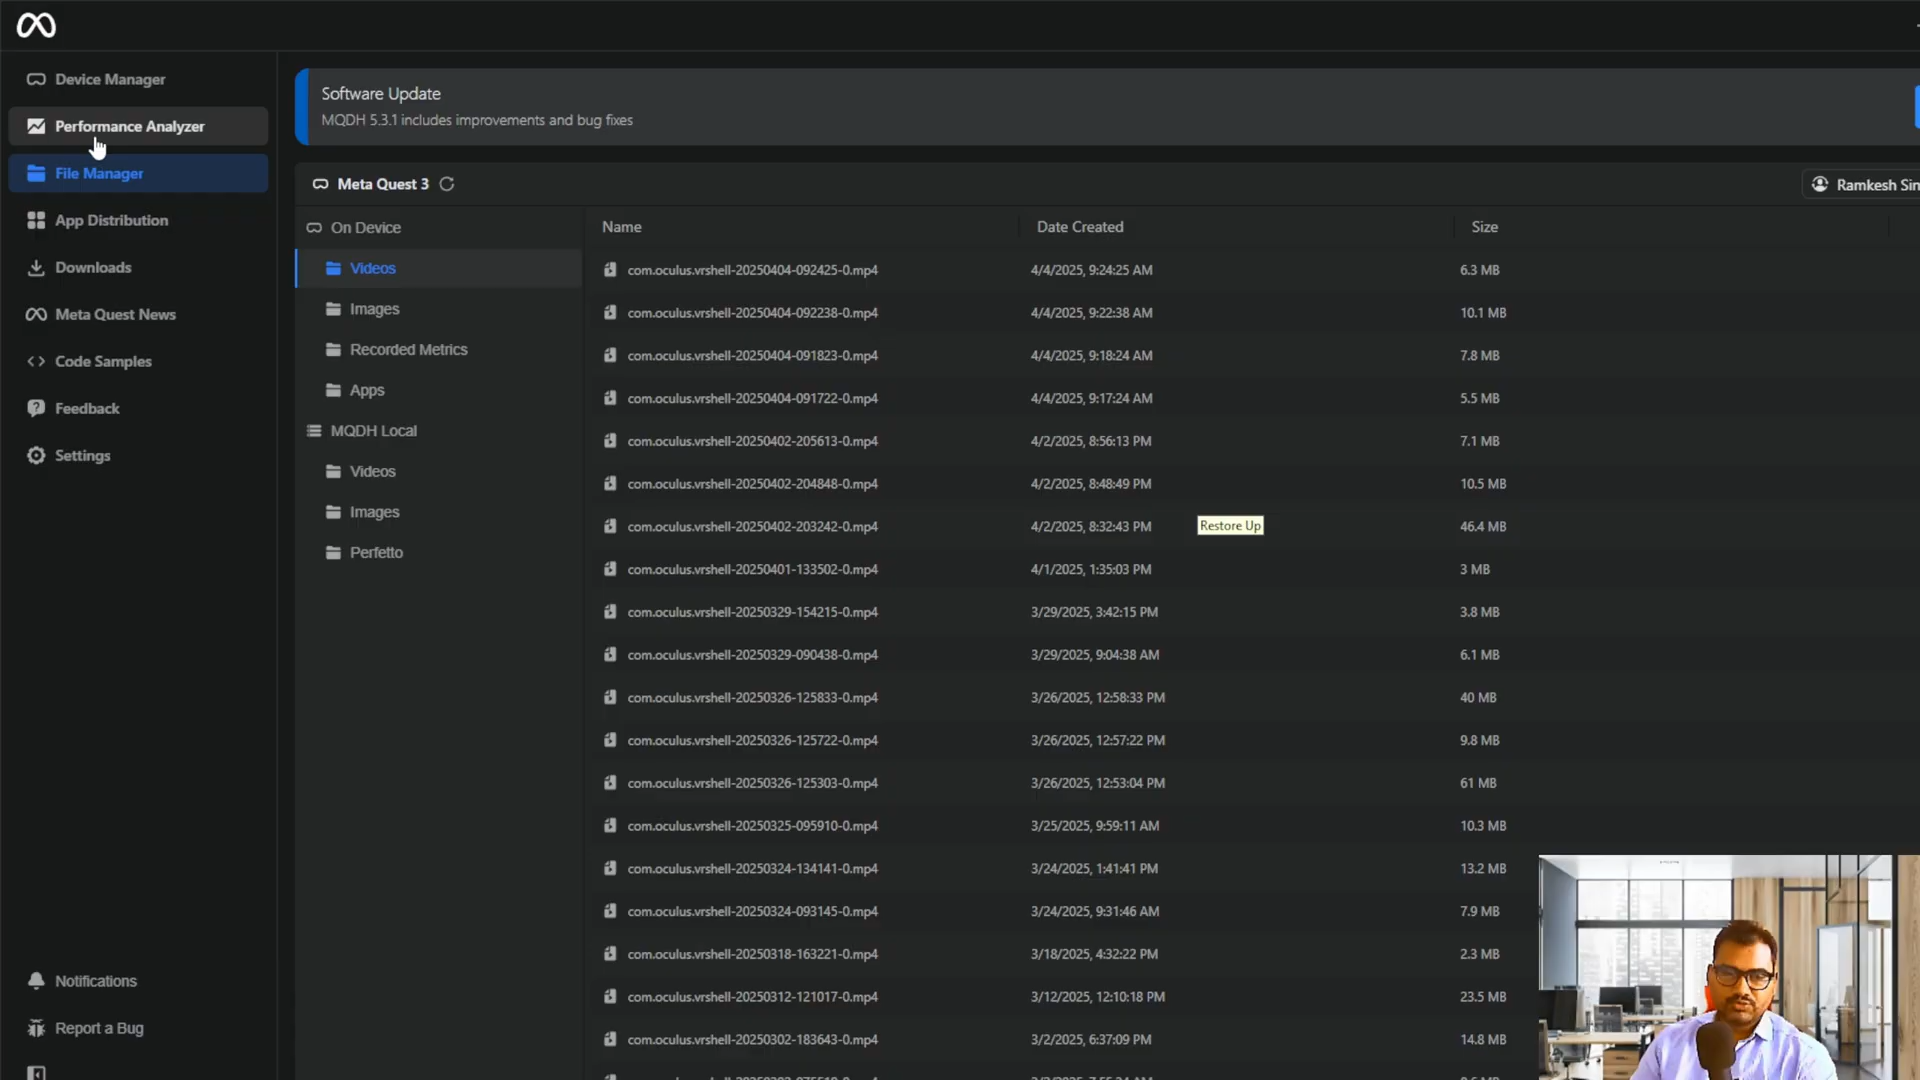 Device Manager
Performance Analyzer
File Manager
App Distribution
Downloads
Meta Quest News
Code Samples
Feedback
Settings
Notifications
Report a Bug
Software Update
MQDH 5.3.1 includes improvements and bug fixes
Meta Quest 3
Ramkesh Sin
On Device
Videos
Images
Recorded Metrics
Apps
MQDH Local
Videos
Images
Perfetto
Name Date Created Size
com.oculus.vrshell-20250404-092425-0.mp4 4/4/2025, 9:24:25 AM 6.3 MB
com.oculus.vrshell-20250404-092238-0.mp4 4/4/2025, 9:22:38 AM 10.1 MB
com.oculus.vrshell-20250404-091823-0.mp4 4/4/2025, 9:18:24 AM 7.8 MB
com.oculus.vrshell-20250404-091722-0.mp4 4/4/2025, 9:17:24 AM 5.5 MB
com.oculus.vrshell-20250402-205613-0.mp4 4/2/2025, 8:56:13 PM 7.1 MB
com.oculus.vrshell-20250402-204848-0.mp4 4/2/2025, 8:48:49 PM 10.5 MB
com.oculus.vrshell-20250402-203242-0.mp4 4/2/2025, 8:32:43 PM Restore Up 46.4 MB
com.oculus.vrshell-20250401-133502-0.mp4 4/1/2025, 1:35:03 PM 3 MB
com.oculus.vrshell-20250329-154215-0.mp4 3/29/2025, 3:42:15 PM 3.8 MB
com.oculus.vrshell-20250329-090438-0.mp4 3/29/2025, 9:04:38 AM 6.1 MB
com.oculus.vrshell-20250326-125833-0.mp4 3/26/2025, 12:58:33 PM 40 MB
com.oculus.vrshell-20250326-125722-0.mp4 3/26/2025, 12:57:22 PM 9.8 MB
com.oculus.vrshell-20250326-125303-0.mp4 3/26/2025, 12:53:04 PM 61 MB
com.oculus.vrshell-20250325-095910-0.mp4 3/25/2025, 9:59:11 AM 10.3 MB
com.oculus.vrshell-20250324-134141-0.mp4 3/24/2025, 1:41:41 PM 13.2 MB
com.oculus.vrshell-20250324-093145-0.mp4 3/24/2025, 9:31:46 AM 7.9 MB
com.oculus.vrshell-20250318-163221-0.mp4 3/18/2025, 4:32:22 PM 2.3 MB
com.oculus.vrshell-20250312-121017-0.mp4 3/12/2025, 12:10:18 PM 23.5 MB
com.oculus.vrshell-20250302-183643-0.mp4 3/2/2025, 6:37:09 PM 14.8 MB